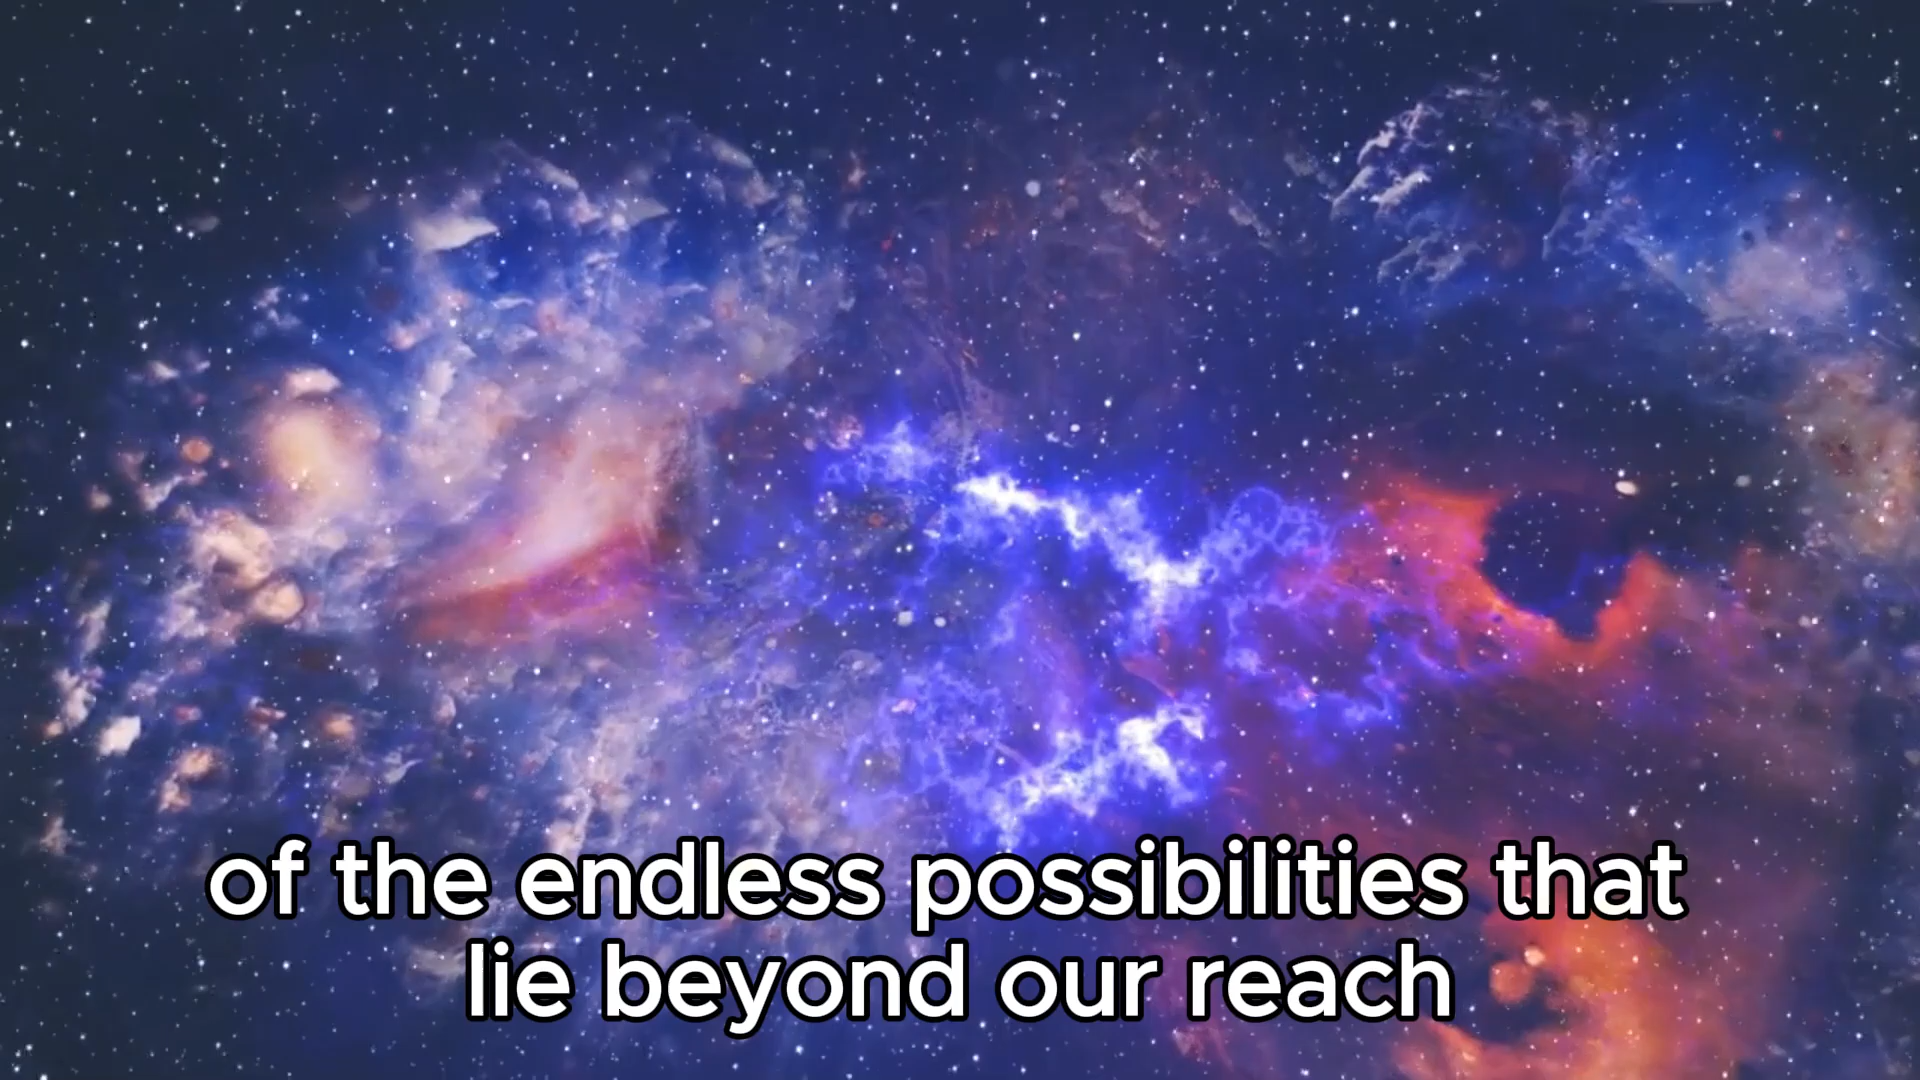 of the endless possibilities that
lie beyond our reach